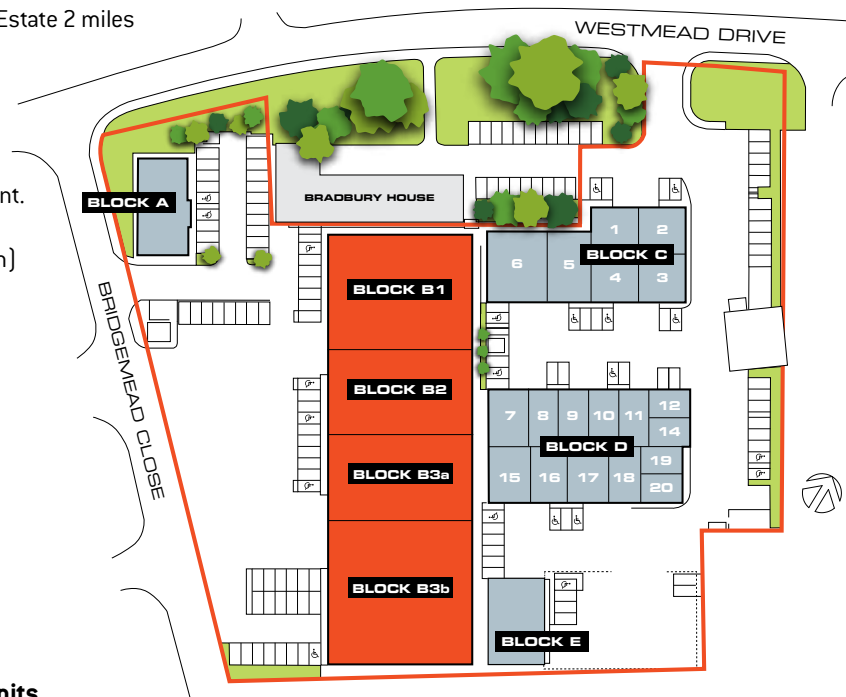 Estate 2 miles
WESTMEAD DRIVE
nt.
BLOCK A
BRADBURY HOUSE
n)
1 2
BLOCK C
6 5 4 3
BLOCK B1
BRIDGEMEAD CLOSE
BLOCK B2
7 8 9 10 11 12
14
BLOCK D
BLOCK B3a
15 16 17 18 19
20
BLOCK B3b
BLOCK E
nits